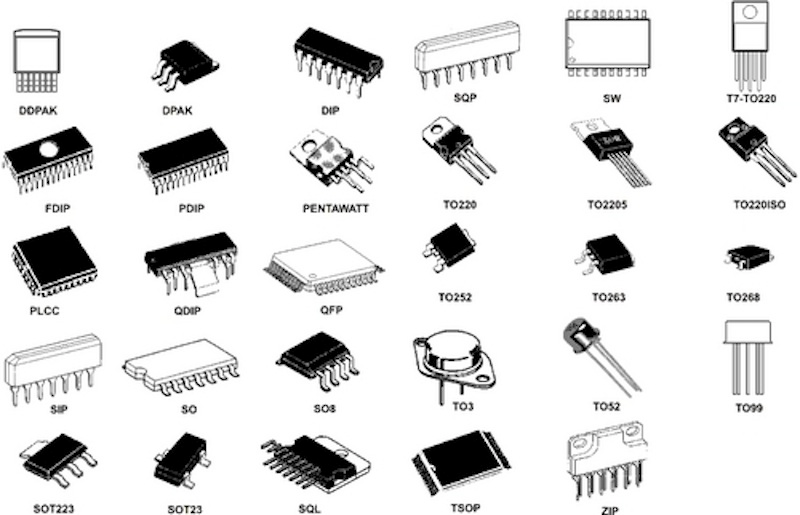 DDPAK
DPAK
DIP
SQP
SW
T7-TO220
FDIP
PDIP
PENTAWATT
TO220
TO2205
TO220ISO
PLCC
QDIP
QFP
TO252
TO263
TO268
SIP
SO
SO8
TO3
TO52
TO99
SOT223
SOT23
SQL
TSOP
ZIP